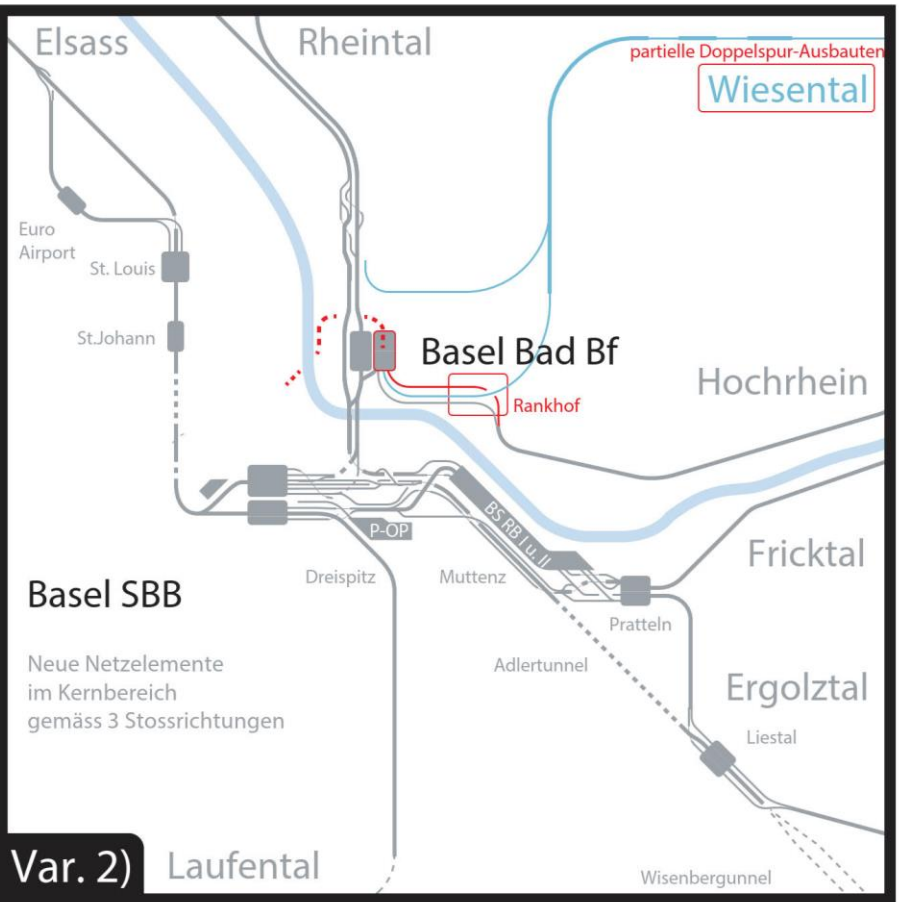 Elsass
Rheintal
partielle Doppelspur-Ausbauten
Wiesental
Euro
Airport
St. Louis
St.Johann
Basel Bad Bf
Hochrhein
Rankhof
P-OP
BS RB I u. II
Fricktal
Dreispitz
Muttenz
Basel SBB
Pratteln
Adlertunnel
Neue Netzelemente
im Kernbereich
gemäss 3 Stossrichtungen
Ergolztal
Liestal
Var. 2)
Laufental
Wisenbergunnel